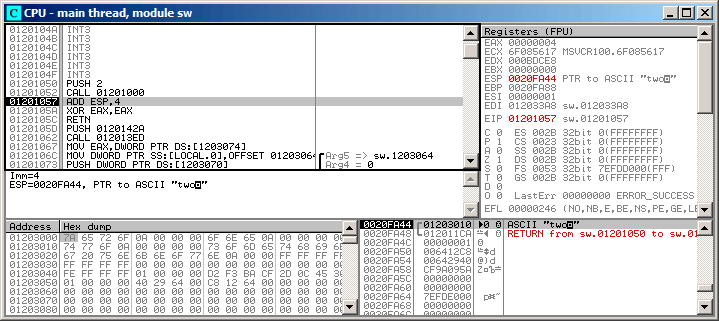 CPU - main thread, module sw
0120104A INT3
0120104B INT3
0120104C INT3
0120104D INT3
0120104E INT3
0120104F INT3
01201050 PUSH 2
01201052 CALL 01201000
01201057 ADD ESP,4
0120105A XOR EAX,EAX
0120105C RETN
0120105D PUSH 0120142A
01201062 CALL 012013ED
01201067 MOV EAX,DWORD PTR DS:[1203074]
0120106C MOV DWORD PTR SS:[LOCAL.0],OFFSET 01203064 Arg5 => sw.1203064
01201073 PUSH DWORD PTR DS:[1203070] Arg4 = 0
Imm=4
ESP=0020FA44, PTR to ASCII "two"
Registers (FPU)
EAX 00000004
ECX 6F085617 MSVCR100.6F085617
EDX 000BDCE8
EBX 00000000
ESP 0020FA44 PTR to ASCII "two"
EBP 0020FA88
ESI 00000001
EDI 012033A8 sw.012033A8
EIP 01201057 sw.01201057
C 0 ES 002B 32bit 0(FFFFFFFF)
P 1 CS 0023 32bit 0(FFFFFFFF)
A 0 SS 002B 32bit 0(FFFFFFFF)
Z 1 DS 002B 32bit 0(FFFFFFFF)
S 0 FS 0053 32bit 7EFDD000(FFF)
T 0 GS 002B 32bit 0(FFFFFFFF)
D 0
O 0 LastErr 00000000 ERROR_SUCCESS
EFL 00000246 (NO,NB,E,BE,NS,PE,GE,LE
Address Hex dump
01203000 7A 65 72 6F 00 00 00 00 6F 6E 65 0A 00 00 00 00
01203010 74 77 6F 0A 00 00 00 00 73 6F 6D 65 74 68 69 6E
01203020 67 20 75 6E 6B 6E 6F 77 6E 0A 00 00 00 00 00 00
01203030 FF FF FF FF 00 00 00 00 00 00 00 00 00 00 00 00
01203040 FE FF FF FF 01 00 00 00 D2 F3 BA CF 2D 0C 45 30
01203050 01 00 00 00 40 29 64 00 C8 12 64 00 00 00 00 00
01203060 00 00 00 00 00 00 00 00 00 00 00 00 00 00 00 00
01203070 00 00 00 00 00 00 00 00 00 00 00 00 00 00 00 00
01203080 00 00 00 00 00 00 00 00 00 00 00 00 00 00 00 00
0020FA44 01203010 ASCII "two"
0020FA48 012011CA RETURN from sw.01201050 to sw.01
0020FA4C 00000001
0020FA50 006412C8
0020FA54 00642940
0020FA58 CF9A095A
0020FA5C 00000000
0020FA60 00000000
0020FA64 7EFDE000
0020FA68 00000000